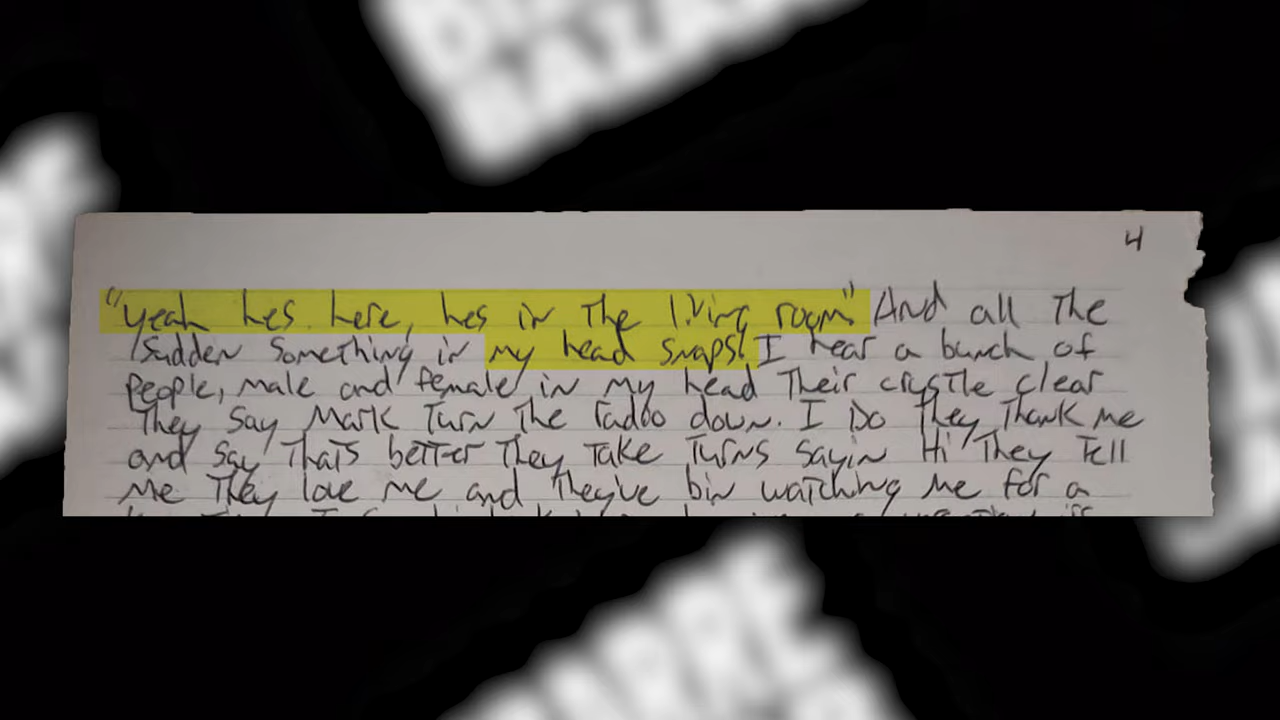 4
"yeah hes here, hes in the living room" And all the
sudden something in my head snaps! I hear a bunch of
people, male and female in my head Their crystle clear
They say Mark Turn The radoo down. I Do They Thank me
and say Thats better They Take Turns sayin Hi They Tell
me They love me and Theyive bin watching me for a